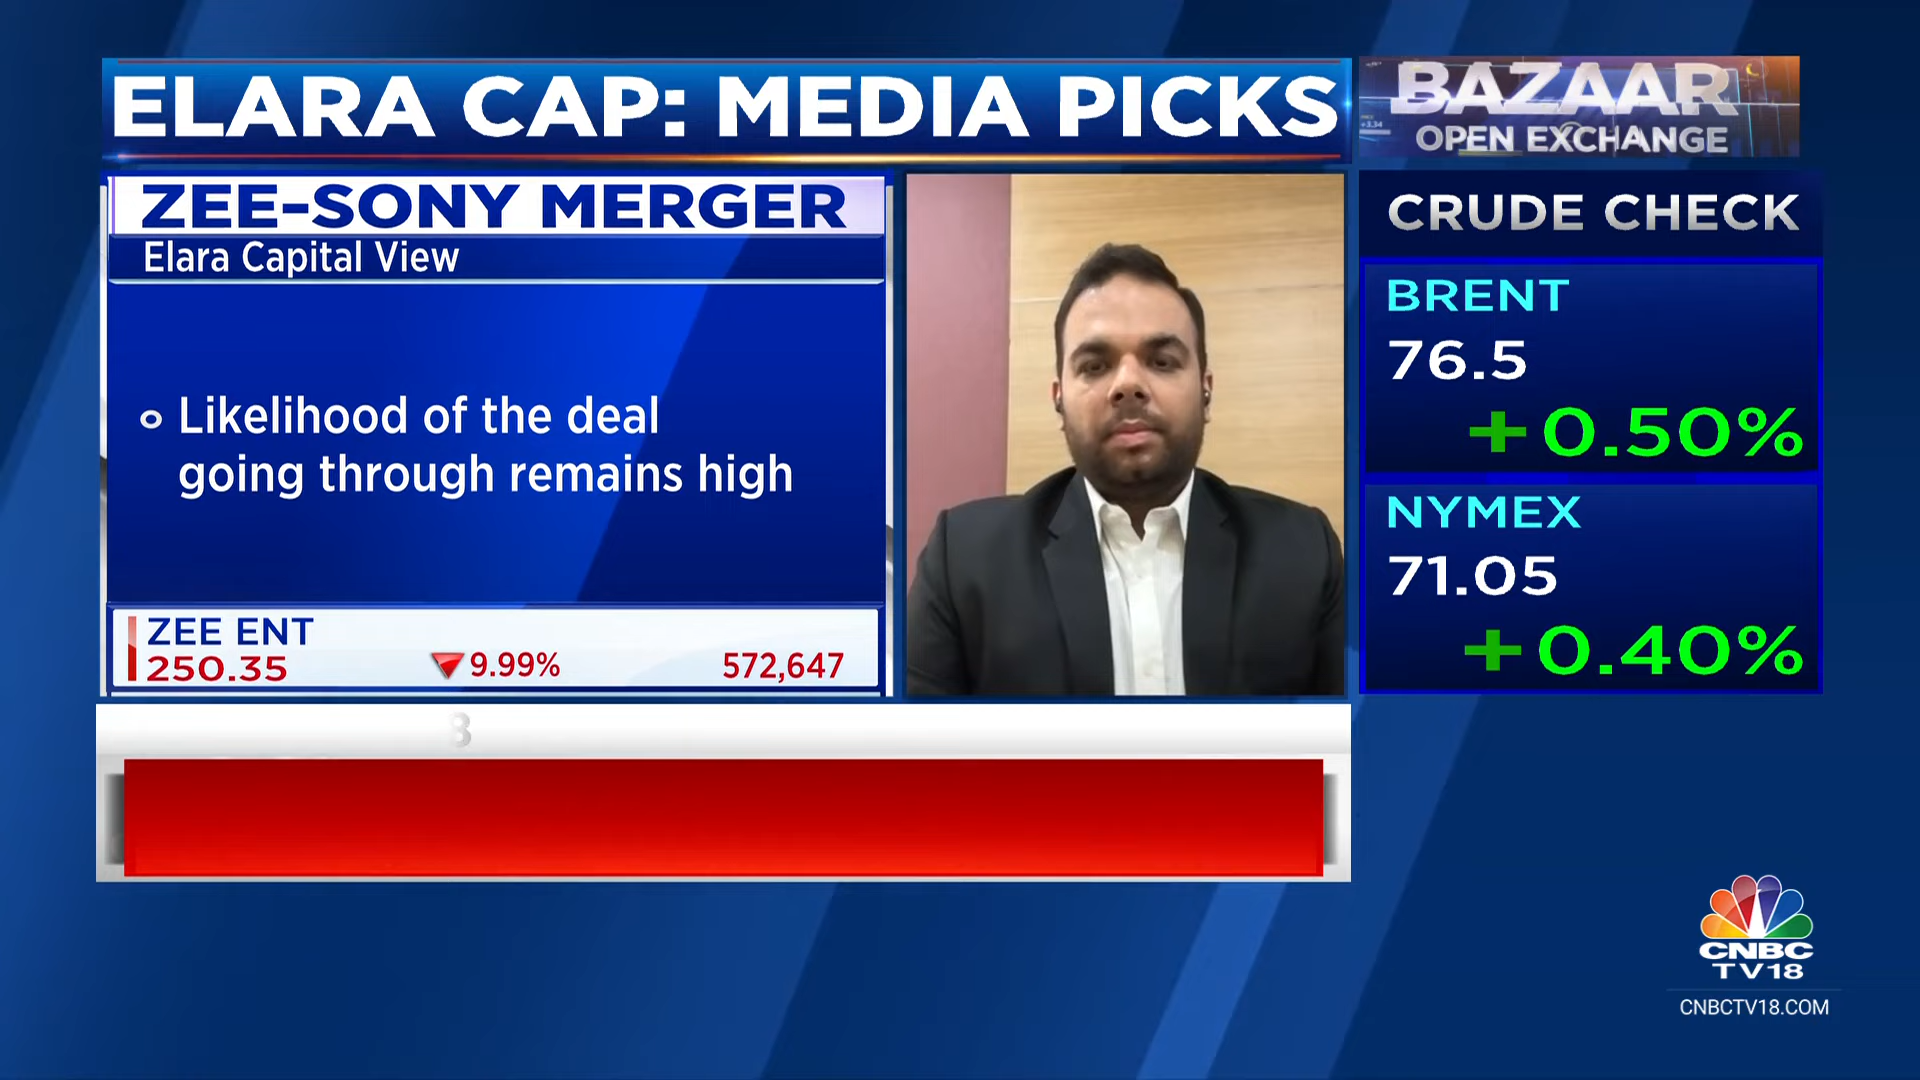 ELARA CAP: MEDIA PICKS
BAZAAR
OPEN EXCHANGE
ZEE-SONY MERGER
Elara Capital View
o Likelihood of the deal
going through remains high
ZEE ENT
250.35 ▼ 9.99% 572,647
8
CRUDE CHECK
BRENT
76.5
+0.50%
NYMEX
71.05
+0.40%
CNBC
TV18
CNBCTV18.COM